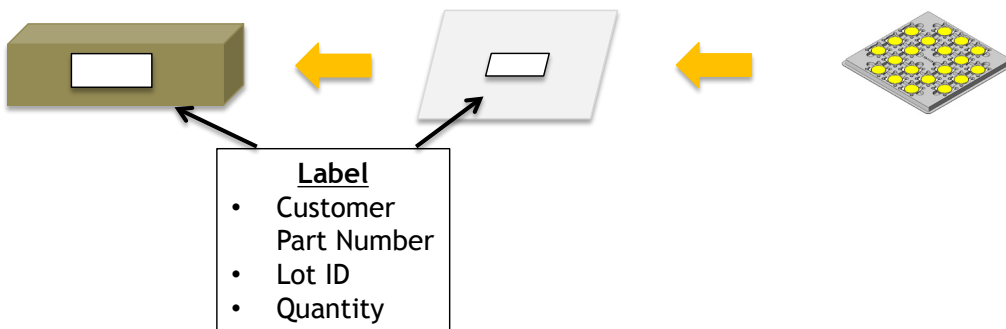 Label
• Customer
Part Number
• Lot ID
• Quantity